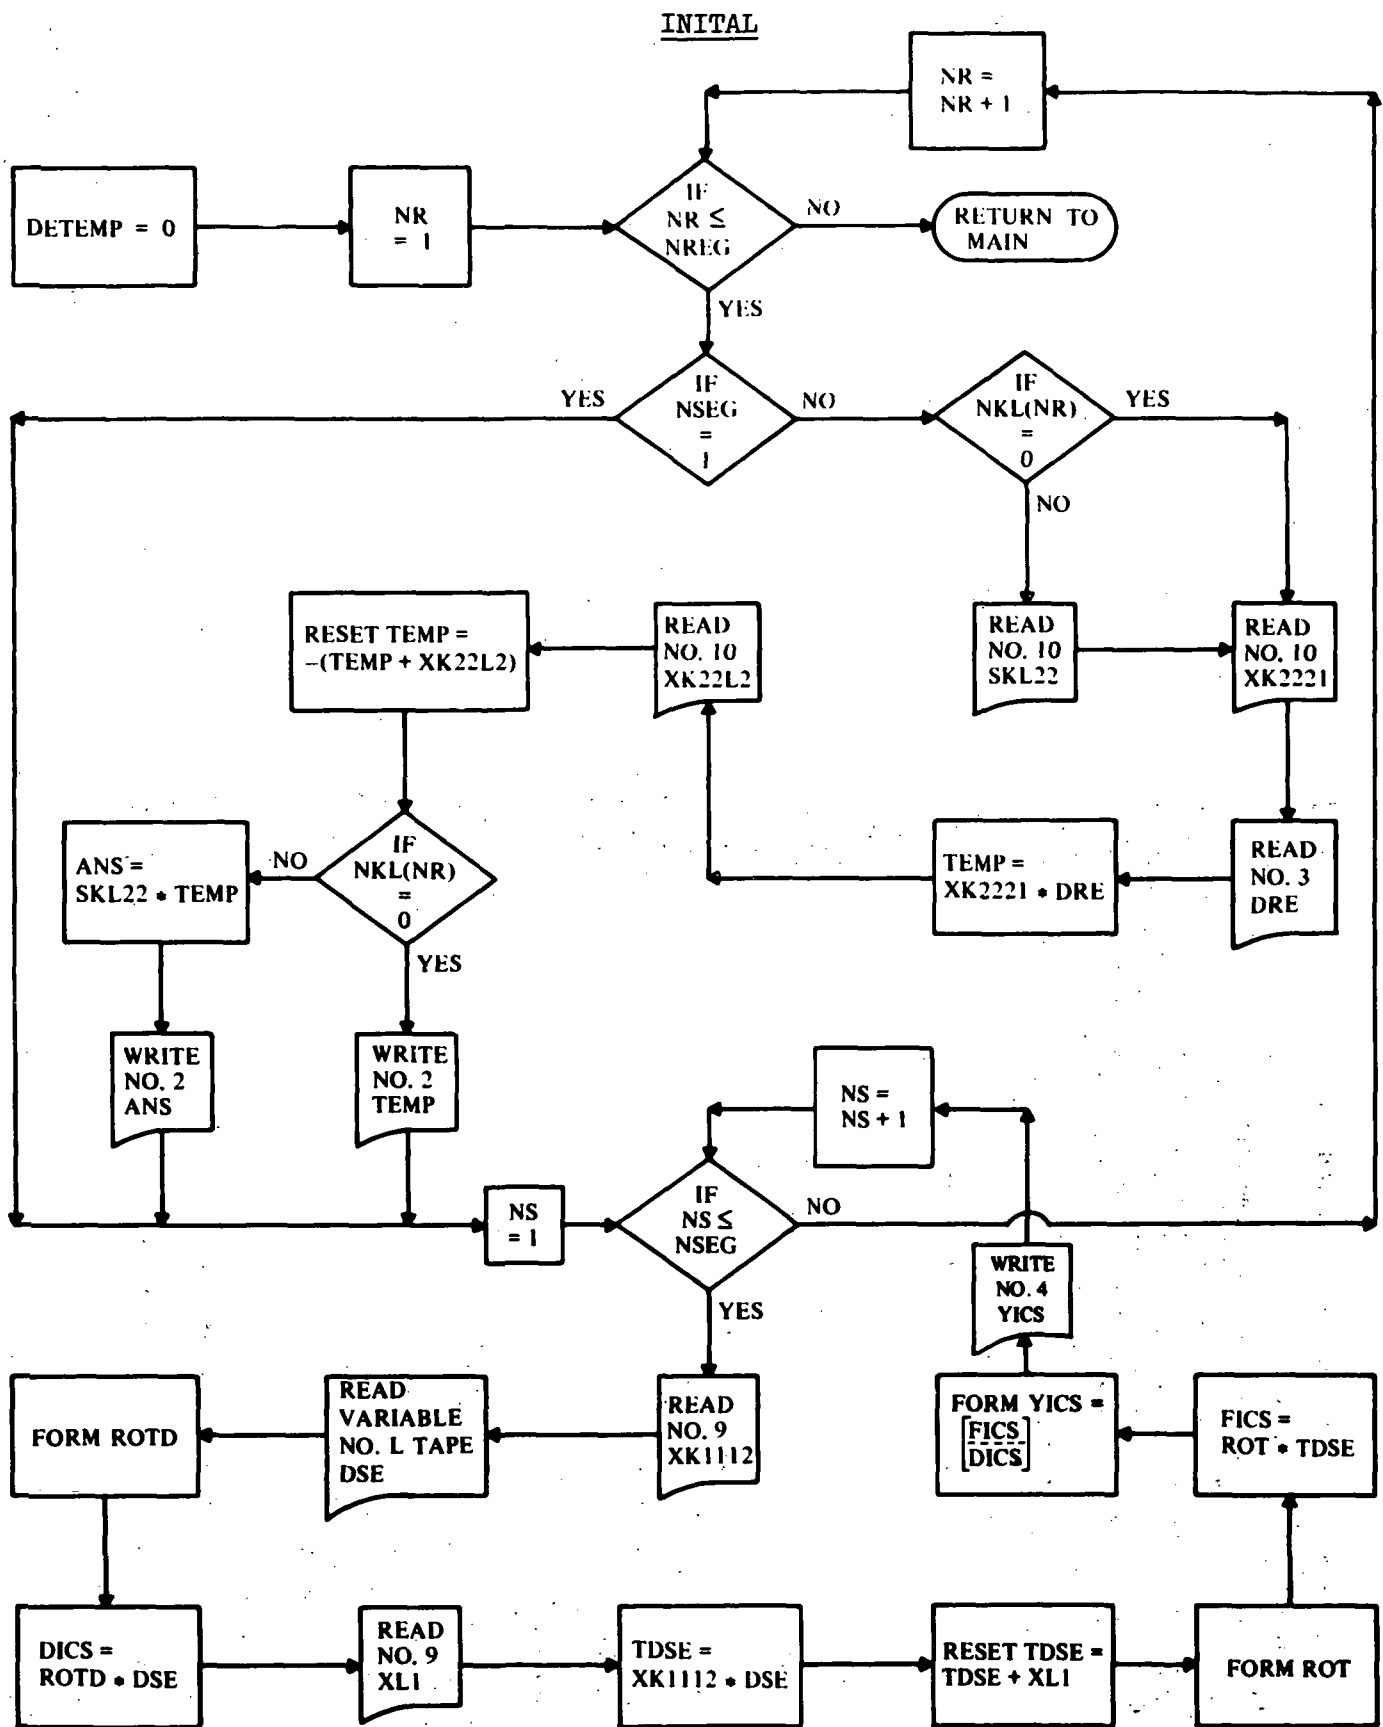 INITAL
NR =
NR + 1
DETEMP = 0
NR
= 1
IF
NR ≤
NREG
NO
RETURN TO
MAIN
YES
IF
NSEG
=
1
YES
NO
IF
NKL(NR)
=
0
YES
NO
RESET TEMP =
-(TEMP + XK22L2)
READ
NO. 10
XK22L2
READ
NO. 10
SKL22
READ
NO. 10
XK2221
ANS =
SKL22 * TEMP
NO
IF
NKL(NR)
=
0
YES
TEMP =
XK2221 * DRE
READ
NO. 3
DRE
WRITE
NO. 2
ANS
WRITE
NO. 2
TEMP
NS =
NS + 1
NS
= 1
IF
NS ≤
NSEG
NO
YES
WRITE
NO. 4
YICS
FORM ROTD
READ
VARIABLE
NO. L TAPE
DSE
READ
NO. 9
XK1112
FORM YICS =
[FICS]
[DICS]
FICS =
ROT * TDSE
DICS =
ROTD * DSE
READ
NO. 9
XL1
TDSE =
XK1112 * DSE
RESET TDSE =
TDSE + XL1
FORM ROT